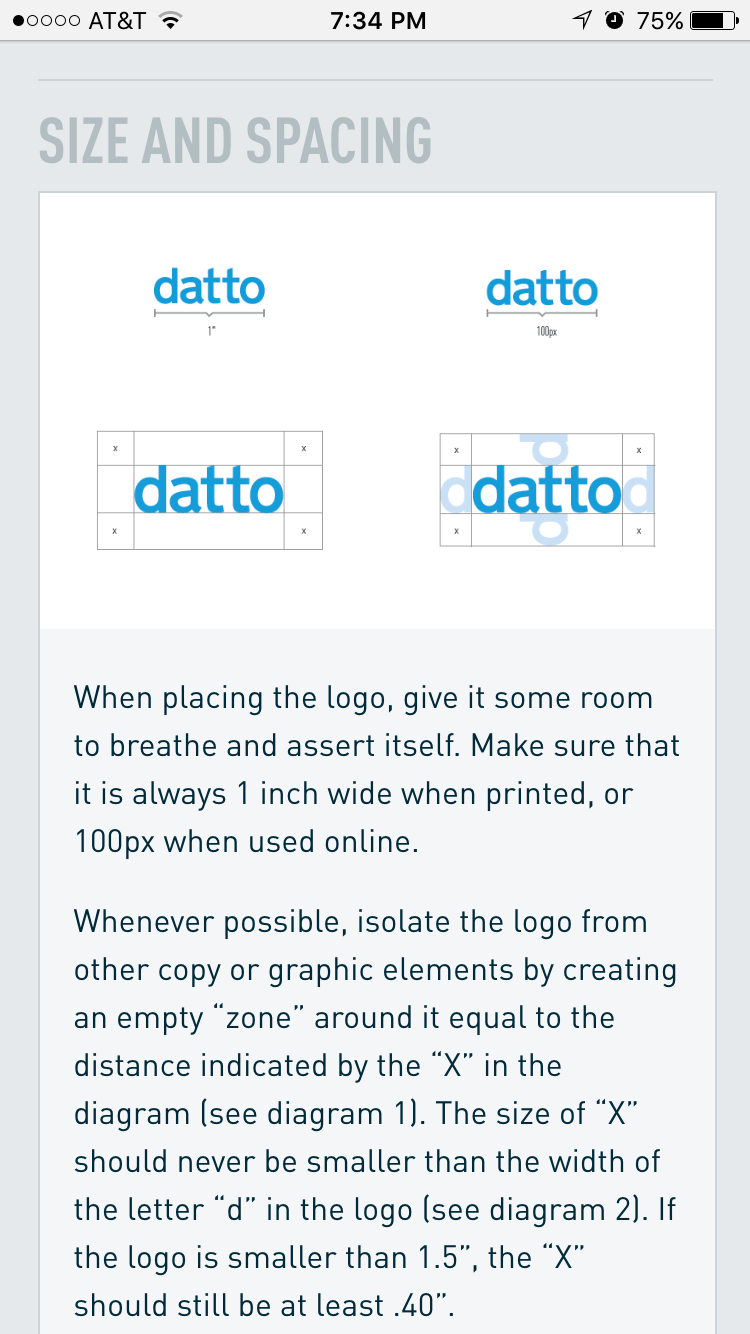 AT&T 7:34 PM 75%
SIZE AND SPACING
datto datto
1" 100px
x x x d x
datto d datto d
x x x d x
When placing the logo, give it some room
to breathe and assert itself. Make sure that
it is always 1 inch wide when printed, or
100px when used online.
Whenever possible, isolate the logo from
other copy or graphic elements by creating
an empty “zone” around it equal to the
distance indicated by the “X” in the
diagram (see diagram 1). The size of “X”
should never be smaller than the width of
the letter “d” in the logo (see diagram 2). If
the logo is smaller than 1.5”, the “X”
should still be at least .40”.